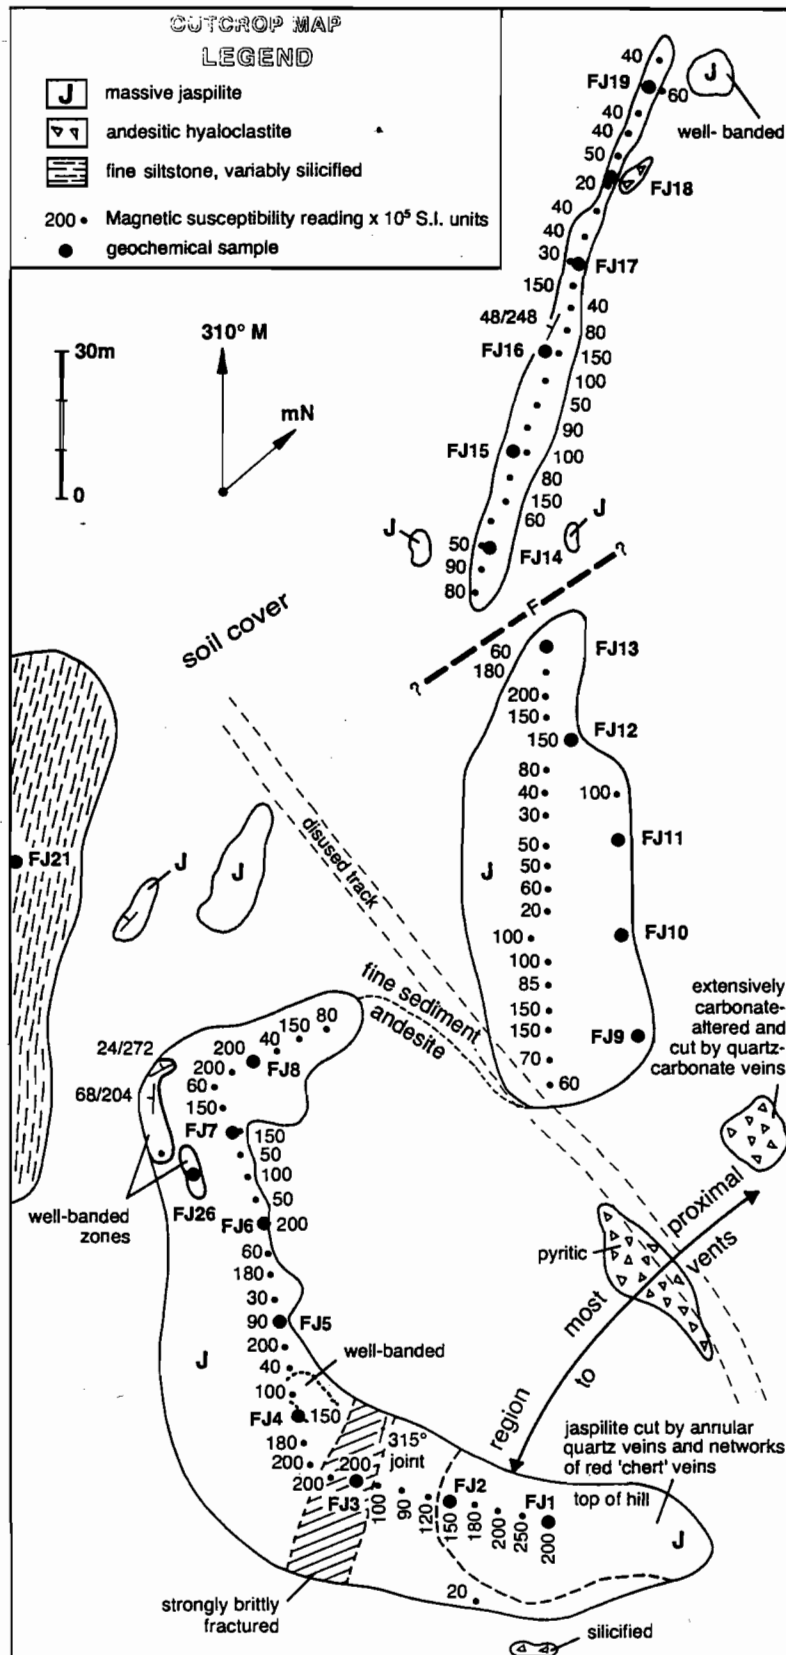 OUTCROP MAP
LEGEND
J massive jaspilite
andesitic hyaloclastite
fine siltstone, variably silicified
200 • Magnetic susceptibility reading x 10⁵ S.I. units
geochemical sample
40
FJ19
60
J
well-banded
40
40
50
20
FJ18
40
40
30
FJ17
150
40
48/248
80
FJ16
150
100
50
90
FJ15
100
80
150
60
J
J
50
FJ14
90
80
30m
0
310° M
mN
soil cover
?
F
?
60
FJ13
180
200
150
150
FJ12
80
40
100
30
50
FJ11
J
50
60
20
100
FJ10
100
85
150
150
FJ9
70
60
FJ21
J
J
disused track
fine sediment
andesite
extensively
carbonate-
altered and
cut by quartz-
carbonate veins
80
150
40
200
24/272
200
FJ8
68/204
60
150
FJ7
150
50
100
50
well-banded
zones
FJ26
FJ6
200
60
180
30
90
FJ5
200
well-banded
J
40
100
FJ4
150
180
200
200
200
FJ3
315°
joint
100
90
120
FJ2
150
180
200
250
FJ1
200
pyritic
region
most
proximal
to
vents
jaspilite cut by annular
quartz veins and networks
of red 'chert' veins
top of hill
J
strongly brittly
fractured
20
silicified